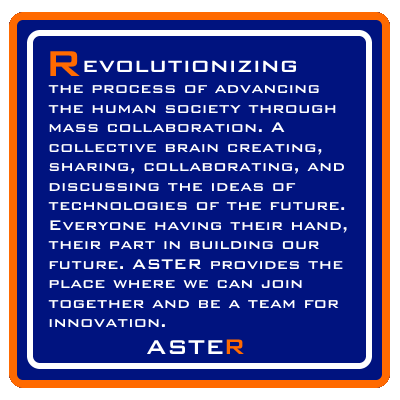 Revolutionizing
the process of advancing
the human society through
mass collaboration. A
collective brain creating,
sharing, collaborating, and
discussing the ideas of
technologies of the future.
Everyone having their hand,
their part in building our
future. ASTER provides the
place where we can join
together and be a team for
innovation.
ASTER